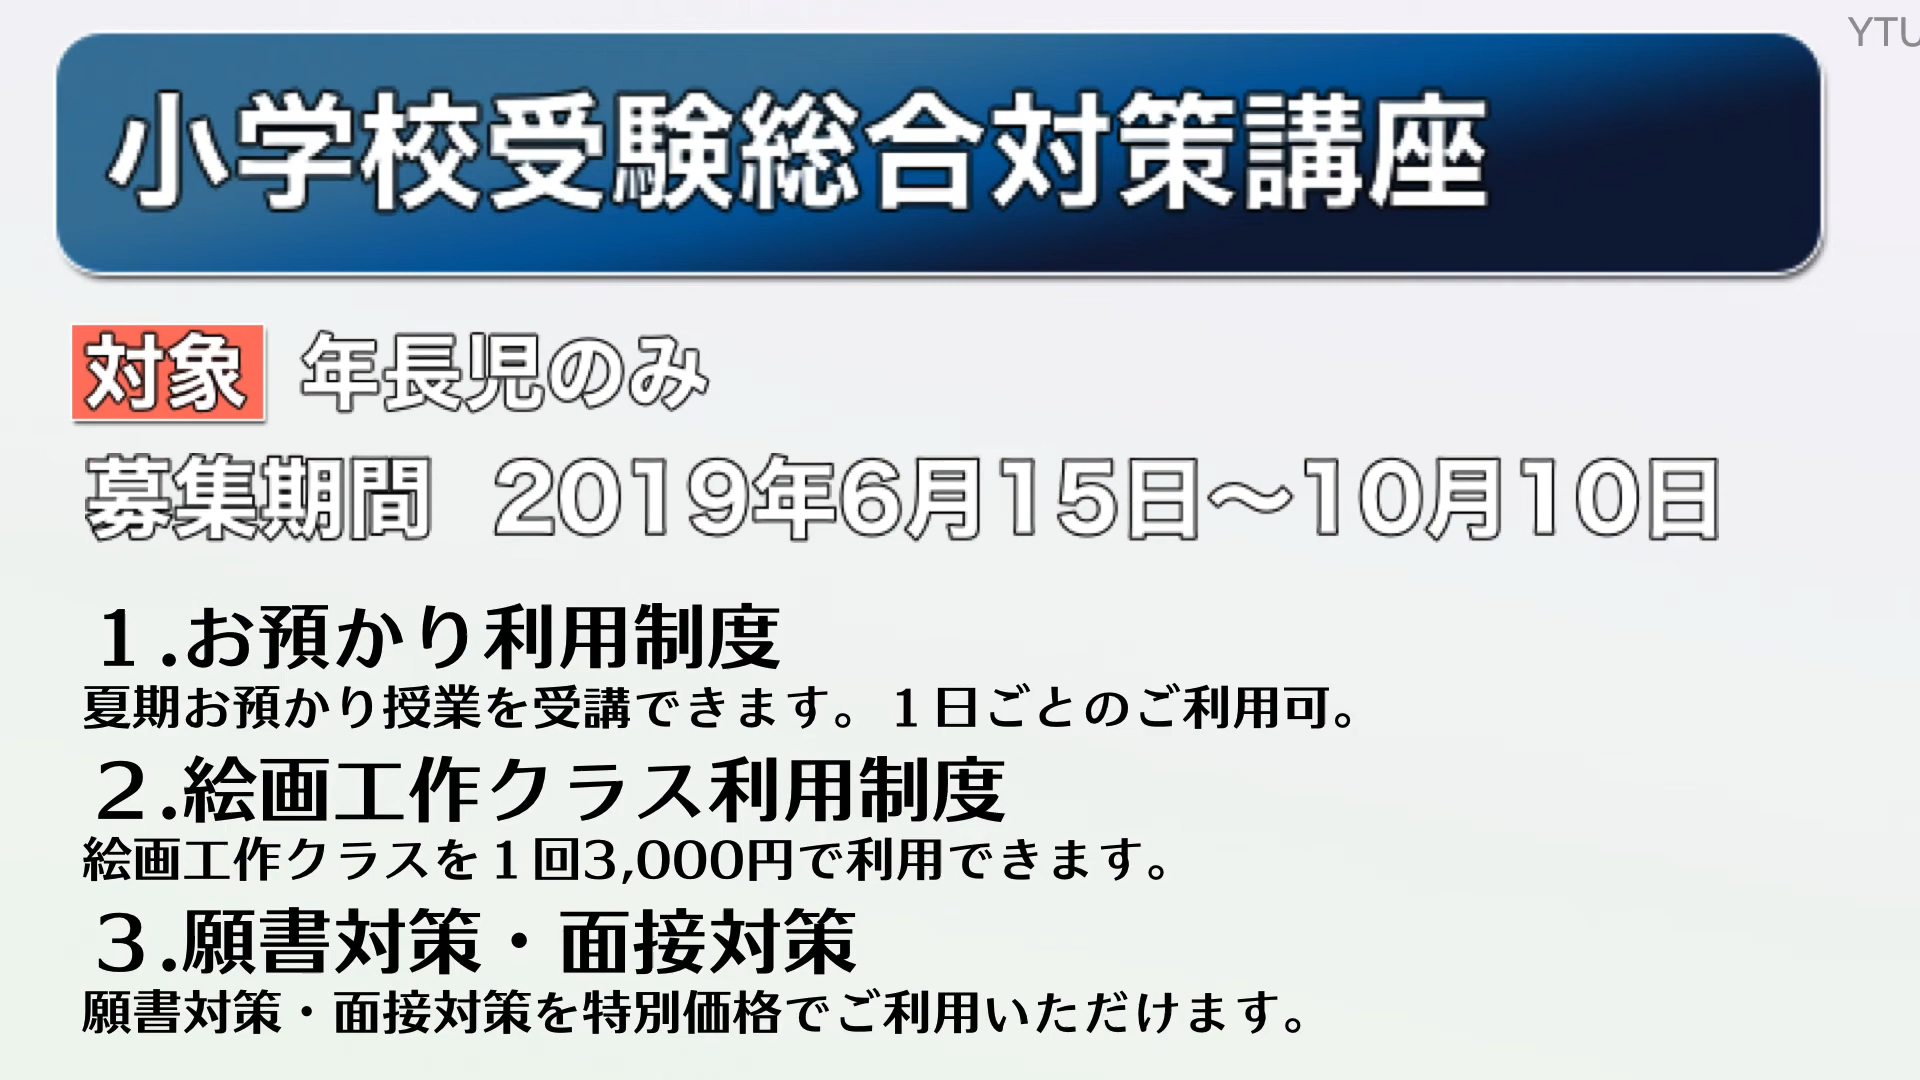 YTU
小学校受験総合対策講座
対象 年長児のみ
募集期間 2019年6月15日〜10月10日
１.お預かり利用制度
夏期お預かり授業を受講できます。１日ごとのご利用可。
２.絵画工作クラス利用制度
絵画工作クラスを１回3,000円で利用できます。
３.願書対策・面接対策
願書対策・面接対策を特別価格でご利用いただけます。